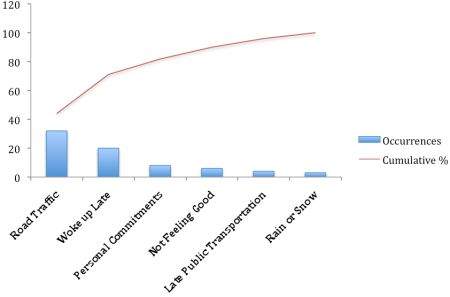 120
100
80
60
40
20
0
Road Traffic
Woke up Late
Personal Commitments
Not Feeling Good
Late Public Transportation
Rain or Snow
Occurrences
Cumulative %